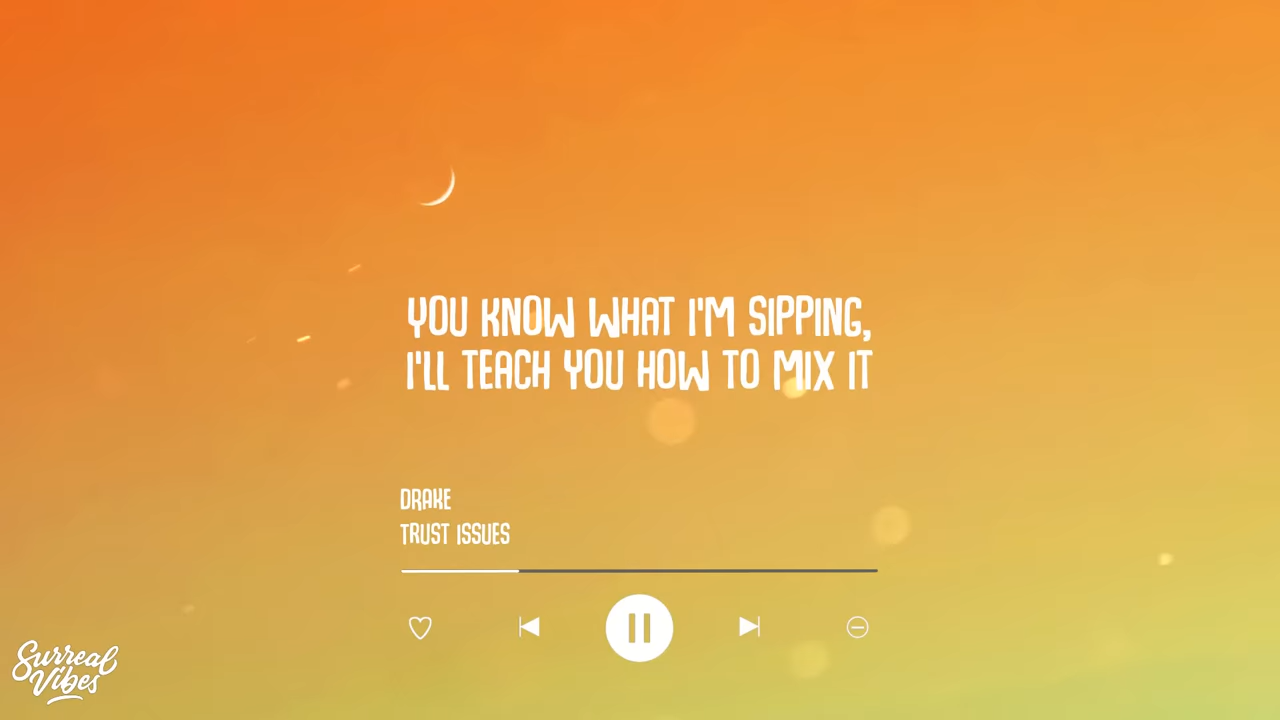 YOU KNOW WHAT I'M SIPPING,
I'LL TEACH YOU HOW TO MIX IT
DRAKE
TRUST ISSUES
Surreal
Vibes